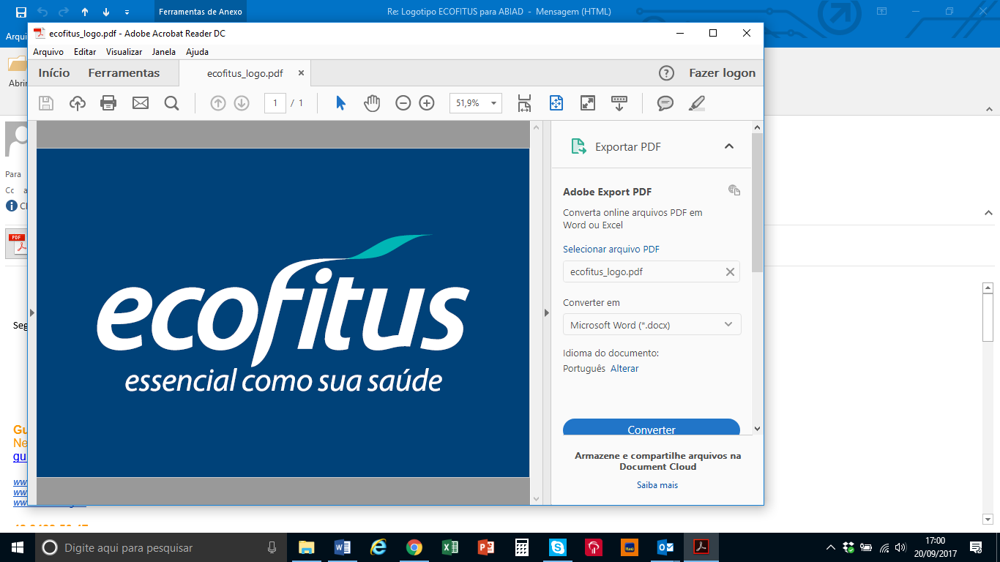 Ferramentas de Anexo
Re: Logotipo ECOFITUS para ABIAD - Mensagem (HTML)
ecofitus_logo.pdf - Adobe Acrobat Reader DC
Arquivo Editar Visualizar Janela Ajuda
Início Ferramentas ecofitus_logo.pdf Fazer logon
1 / 1 51,9%
Exportar PDF
Para
Cc
PDF
Adobe Export PDF
Converta online arquivos PDF em
Word ou Excel
Selecionar arquivo PDF
ecofitus_logo.pdf
Converter em
Microsoft Word (*.docx)
Idioma do documento:
Português Alterar
Converter
Armazene e compartilhe arquivos na
Document Cloud
Saiba mais
ecofitus
essencial como sua saúde
Digite aqui para pesquisar
17:00
20/09/2017